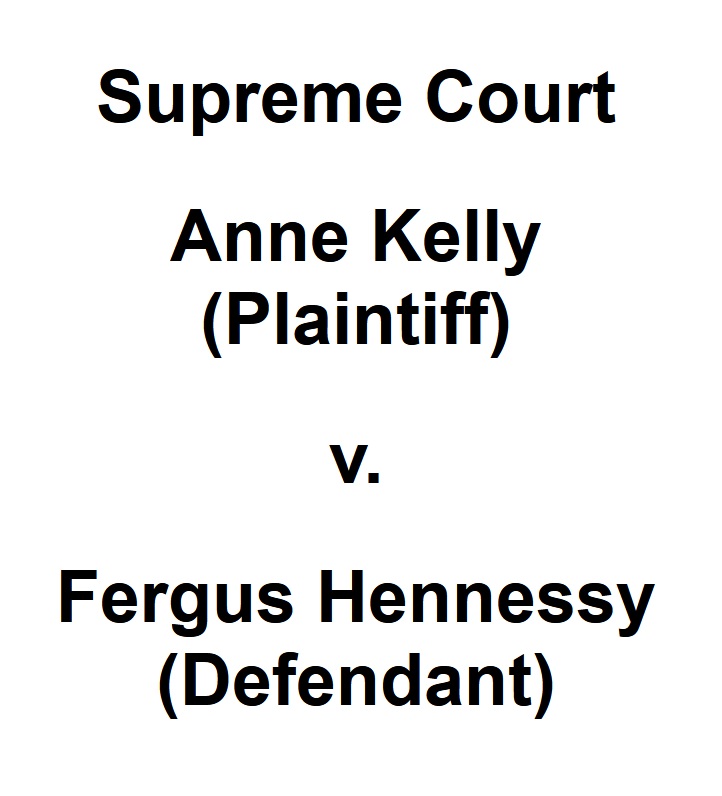 Supreme Court
Anne Kelly
(Plaintiff)
v.
Fergus Hennessy
(Defendant)